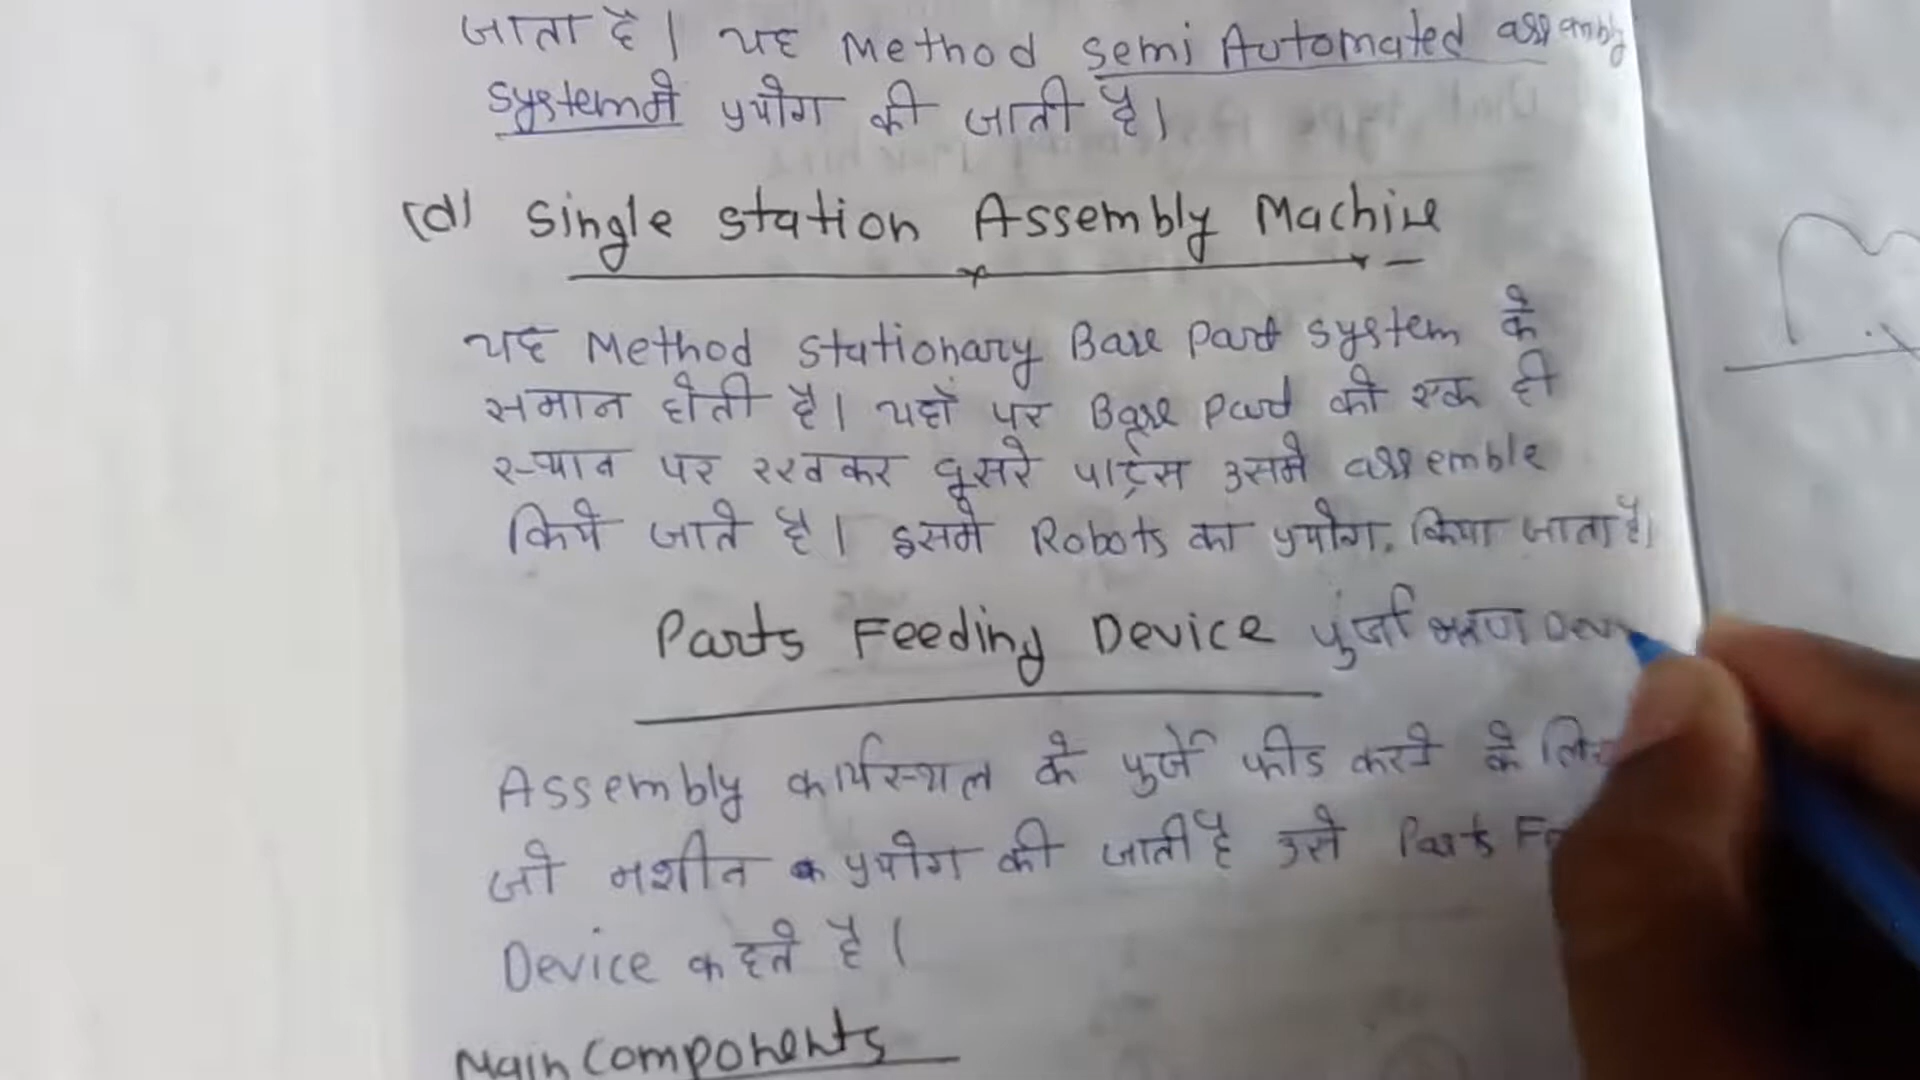 जाता है। यह Method semi Automated assembly
systemमे प्रयोग की जाती है।
(d) Single station Assembly Machine
यह Method stationary Base Part system के
समान होती है। यहाँ पर Base Part को एक ही
स्थान पर रखकर दूसरे पार्ट्स उसमे assemble
किये जाते है। इसमे Robots का प्रयोग किया जाता है।
Parts Feeding Device पुर्जा भरण
Assembly कार्यस्थल के पुर्जे फीड करने के
जो मशीन प्रयोग की जाती है उसे Parts
Device कहते है।
Main Components